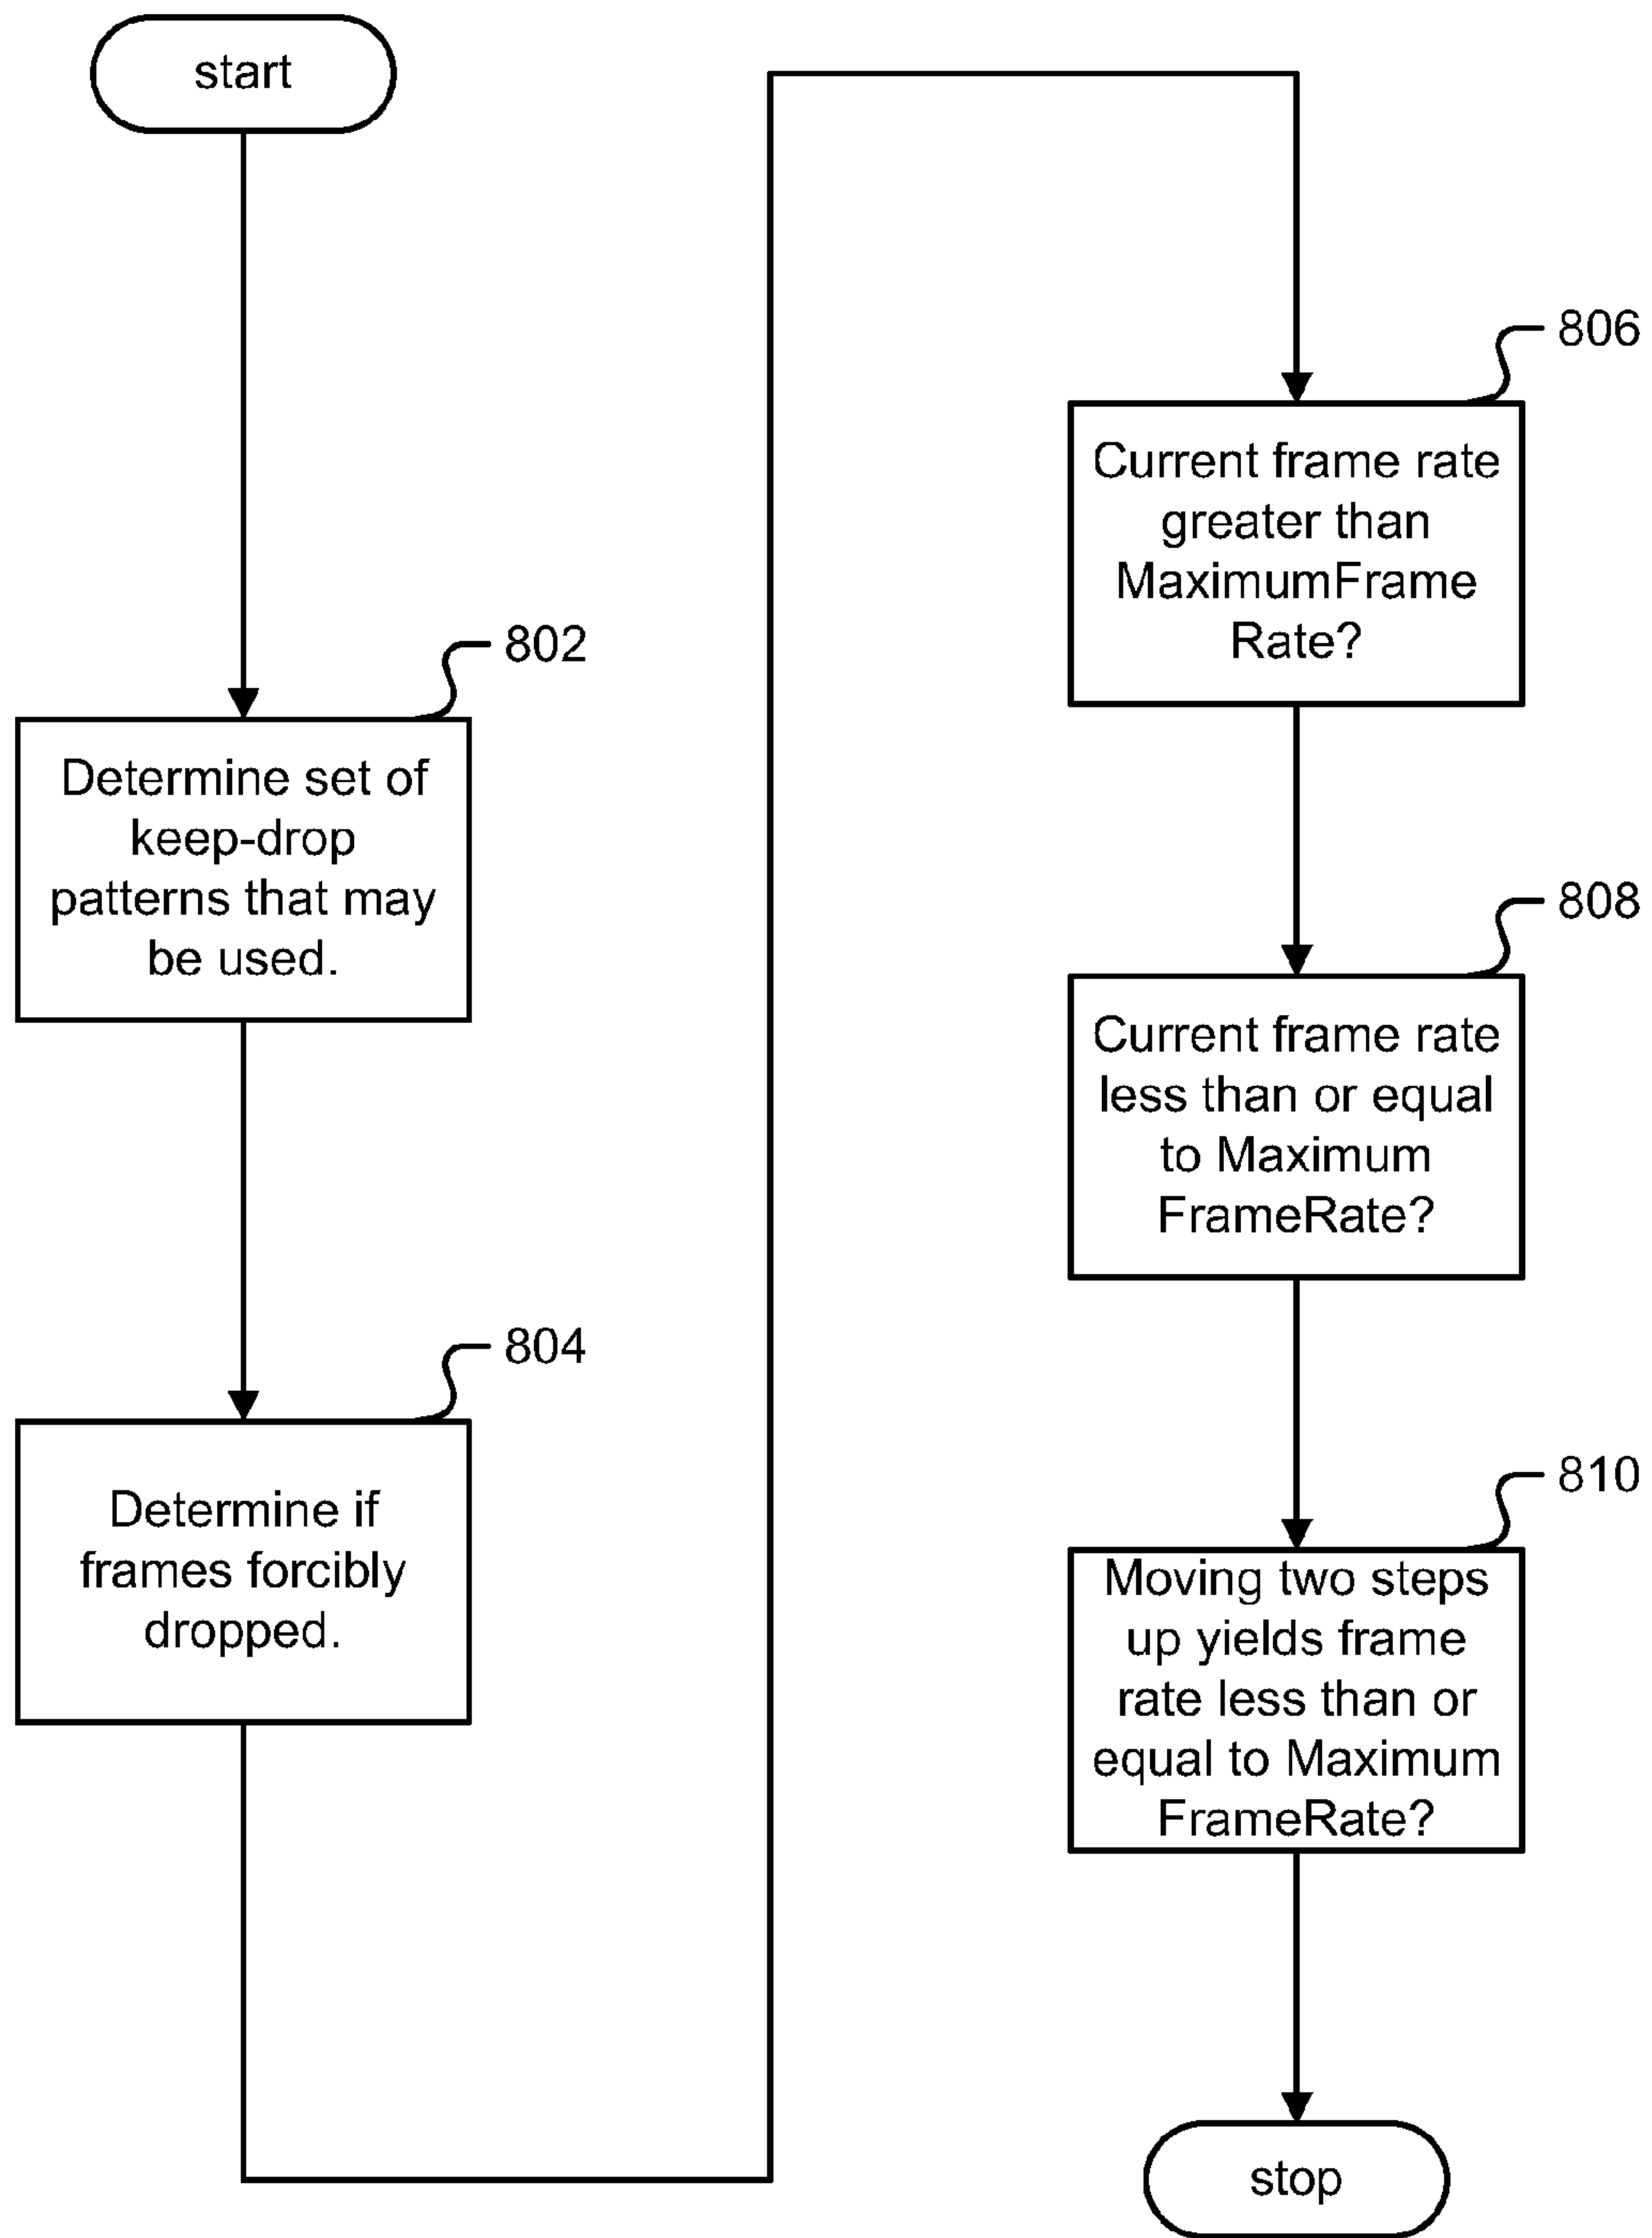 start
802
Determine set of
keep-drop
patterns that may
be used.
804
Determine if
frames forcibly
dropped.
806
Current frame rate
greater than
MaximumFrame
Rate?
808
Current frame rate
less than or equal
to Maximum
FrameRate?
810
Moving two steps
up yields frame
rate less than or
equal to Maximum
FrameRate?
stop